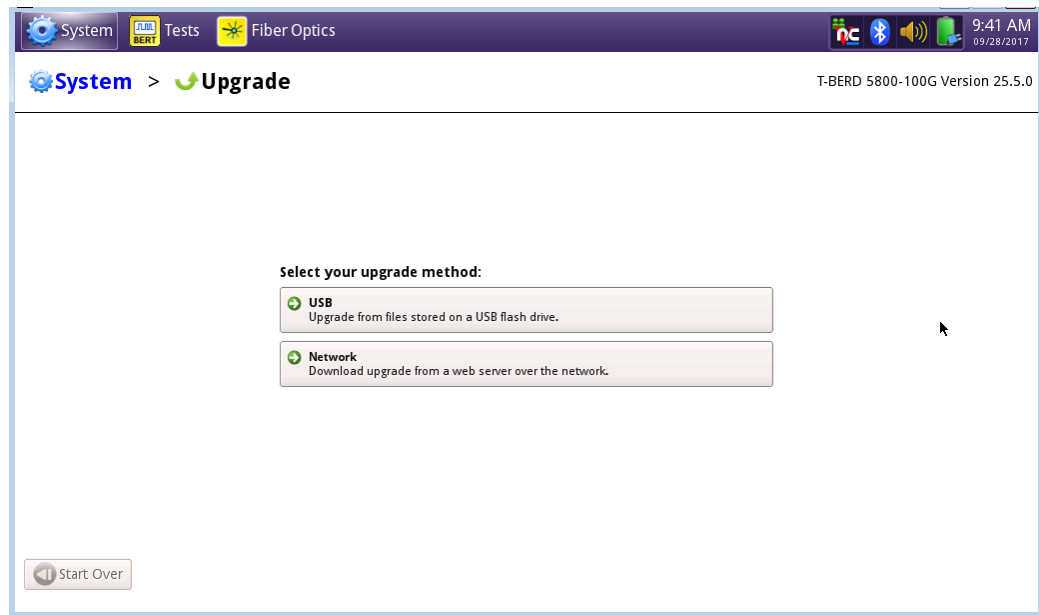 System
BERT
Tests
Fiber Optics
9:41 AM
09/28/2017
System > Upgrade
T-BERD 5800-100G Version 25.5.0
Select your upgrade method:
USB
Upgrade from files stored on a USB flash drive.
Network
Download upgrade from a web server over the network.
Start Over